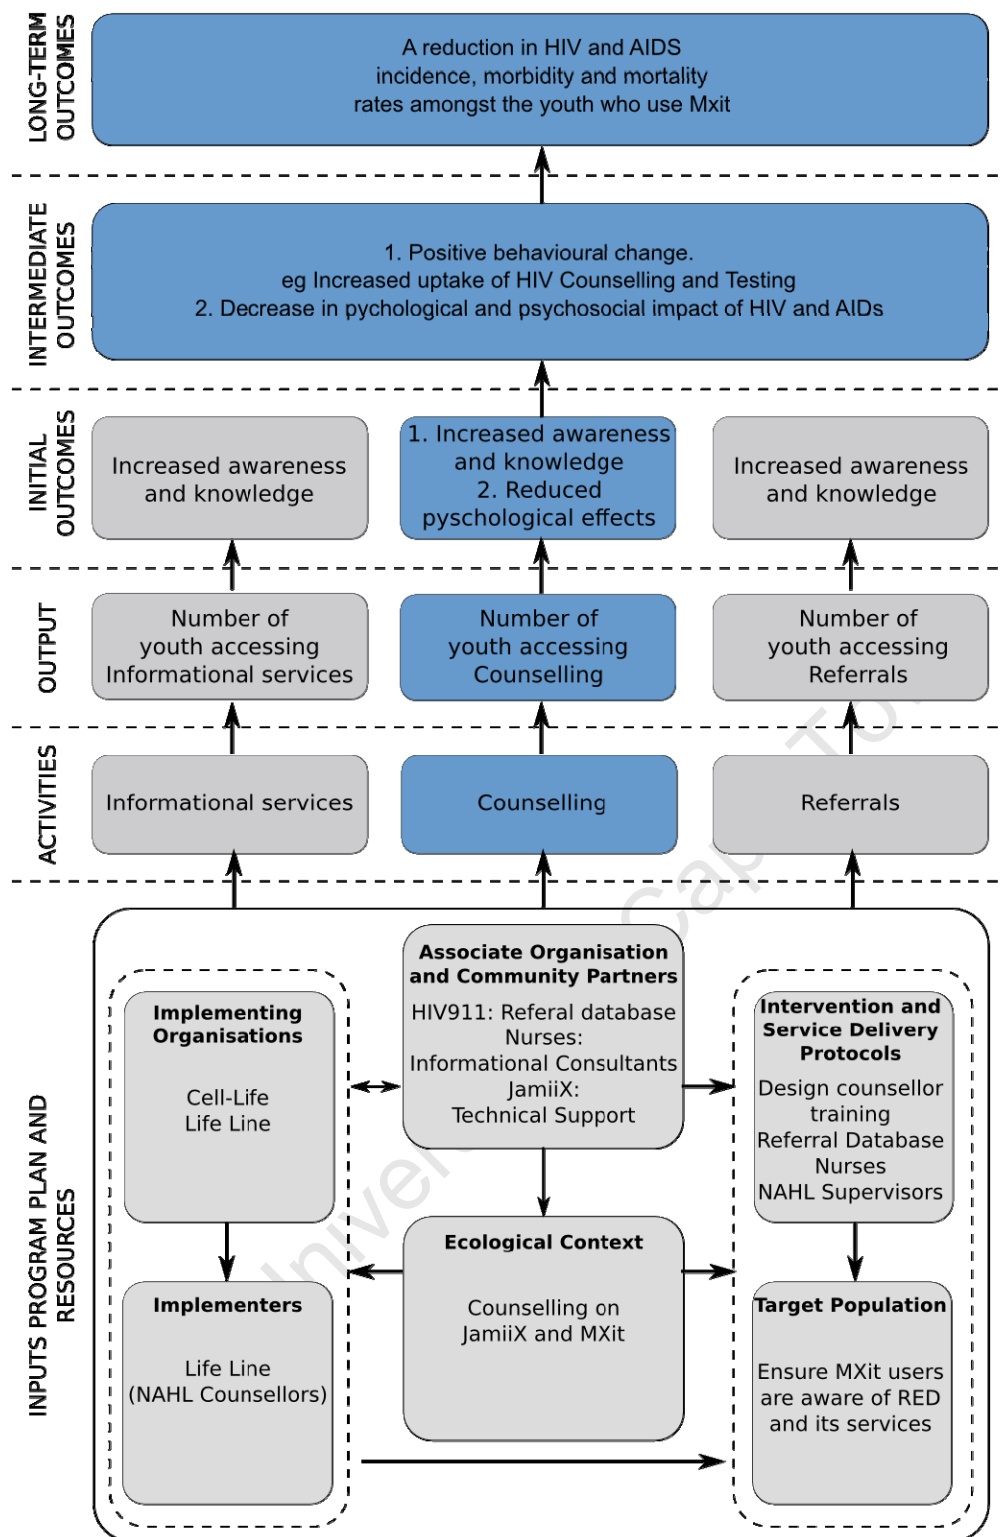 LONG-TERM
OUTCOMES
A reduction in HIV and AIDS
incidence, morbidity and mortality
rates amongst the youth who use Mxit
INTERMEDIATE
OUTCOMES
1. Positive behavioural change.
eg Increased uptake of HIV Counselling and Testing
2. Decrease in pychological and psychosocial impact of HIV and AIDs
INITIAL
OUTCOMES
Increased awareness
and knowledge
1. Increased awareness
and knowledge
2. Reduced
pyschological effects
Increased awareness
and knowledge
OUTPUT
Number of
youth accessing
Informational services
Number of
youth accessing
Counselling
Number of
youth accessing
Referrals
ACTIVITIES
Informational services
Counselling
Referrals
INPUTS PROGRAM PLAN AND
RESOURCES
Implementing
Organisations
Cell-Life
Life Line
Implementers
Life Line
(NAHL Counsellors)
Associate Organisation
and Community Partners
HIV911: Referal database
Nurses:
Informational Consultants
JamiiX:
Technical Support
Ecological Context
Counselling on
JamiiX and MXit
Intervention and
Service Delivery
Protocols
Design counsellor
training
Referral Database
Nurses
NAHL Supervisors
Target Population
Ensure MXit users
are aware of RED
and its services